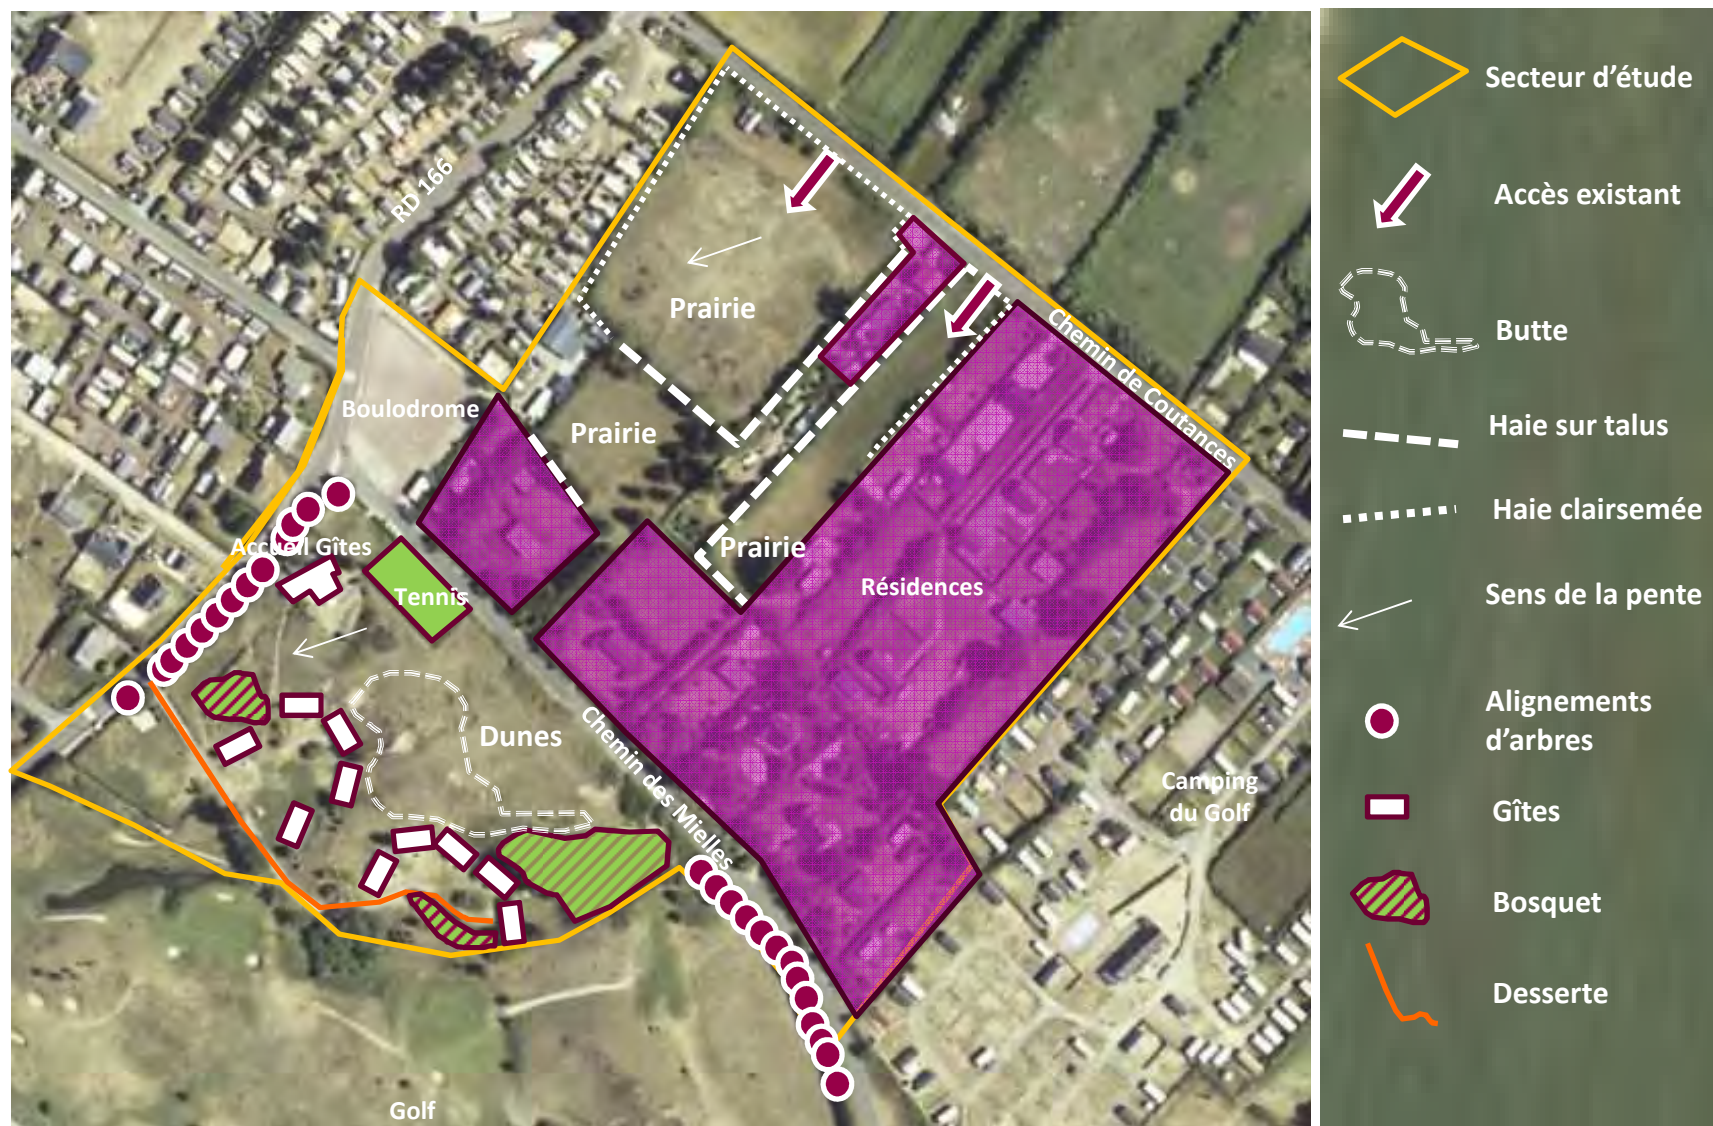 RD 166
Prairie
Chemin de Coutances
Boulodrome
Prairie
Accueil Gîtes
Tennis
Prairie
Résidences
Dunes
Chemin des Mielles
Camping
du Golf
Golf
Secteur d'étude
Accès existant
Butte
Haie sur talus
Haie clairsemée
Sens de la pente
Alignements
d'arbres
Gîtes
Bosquet
Desserte